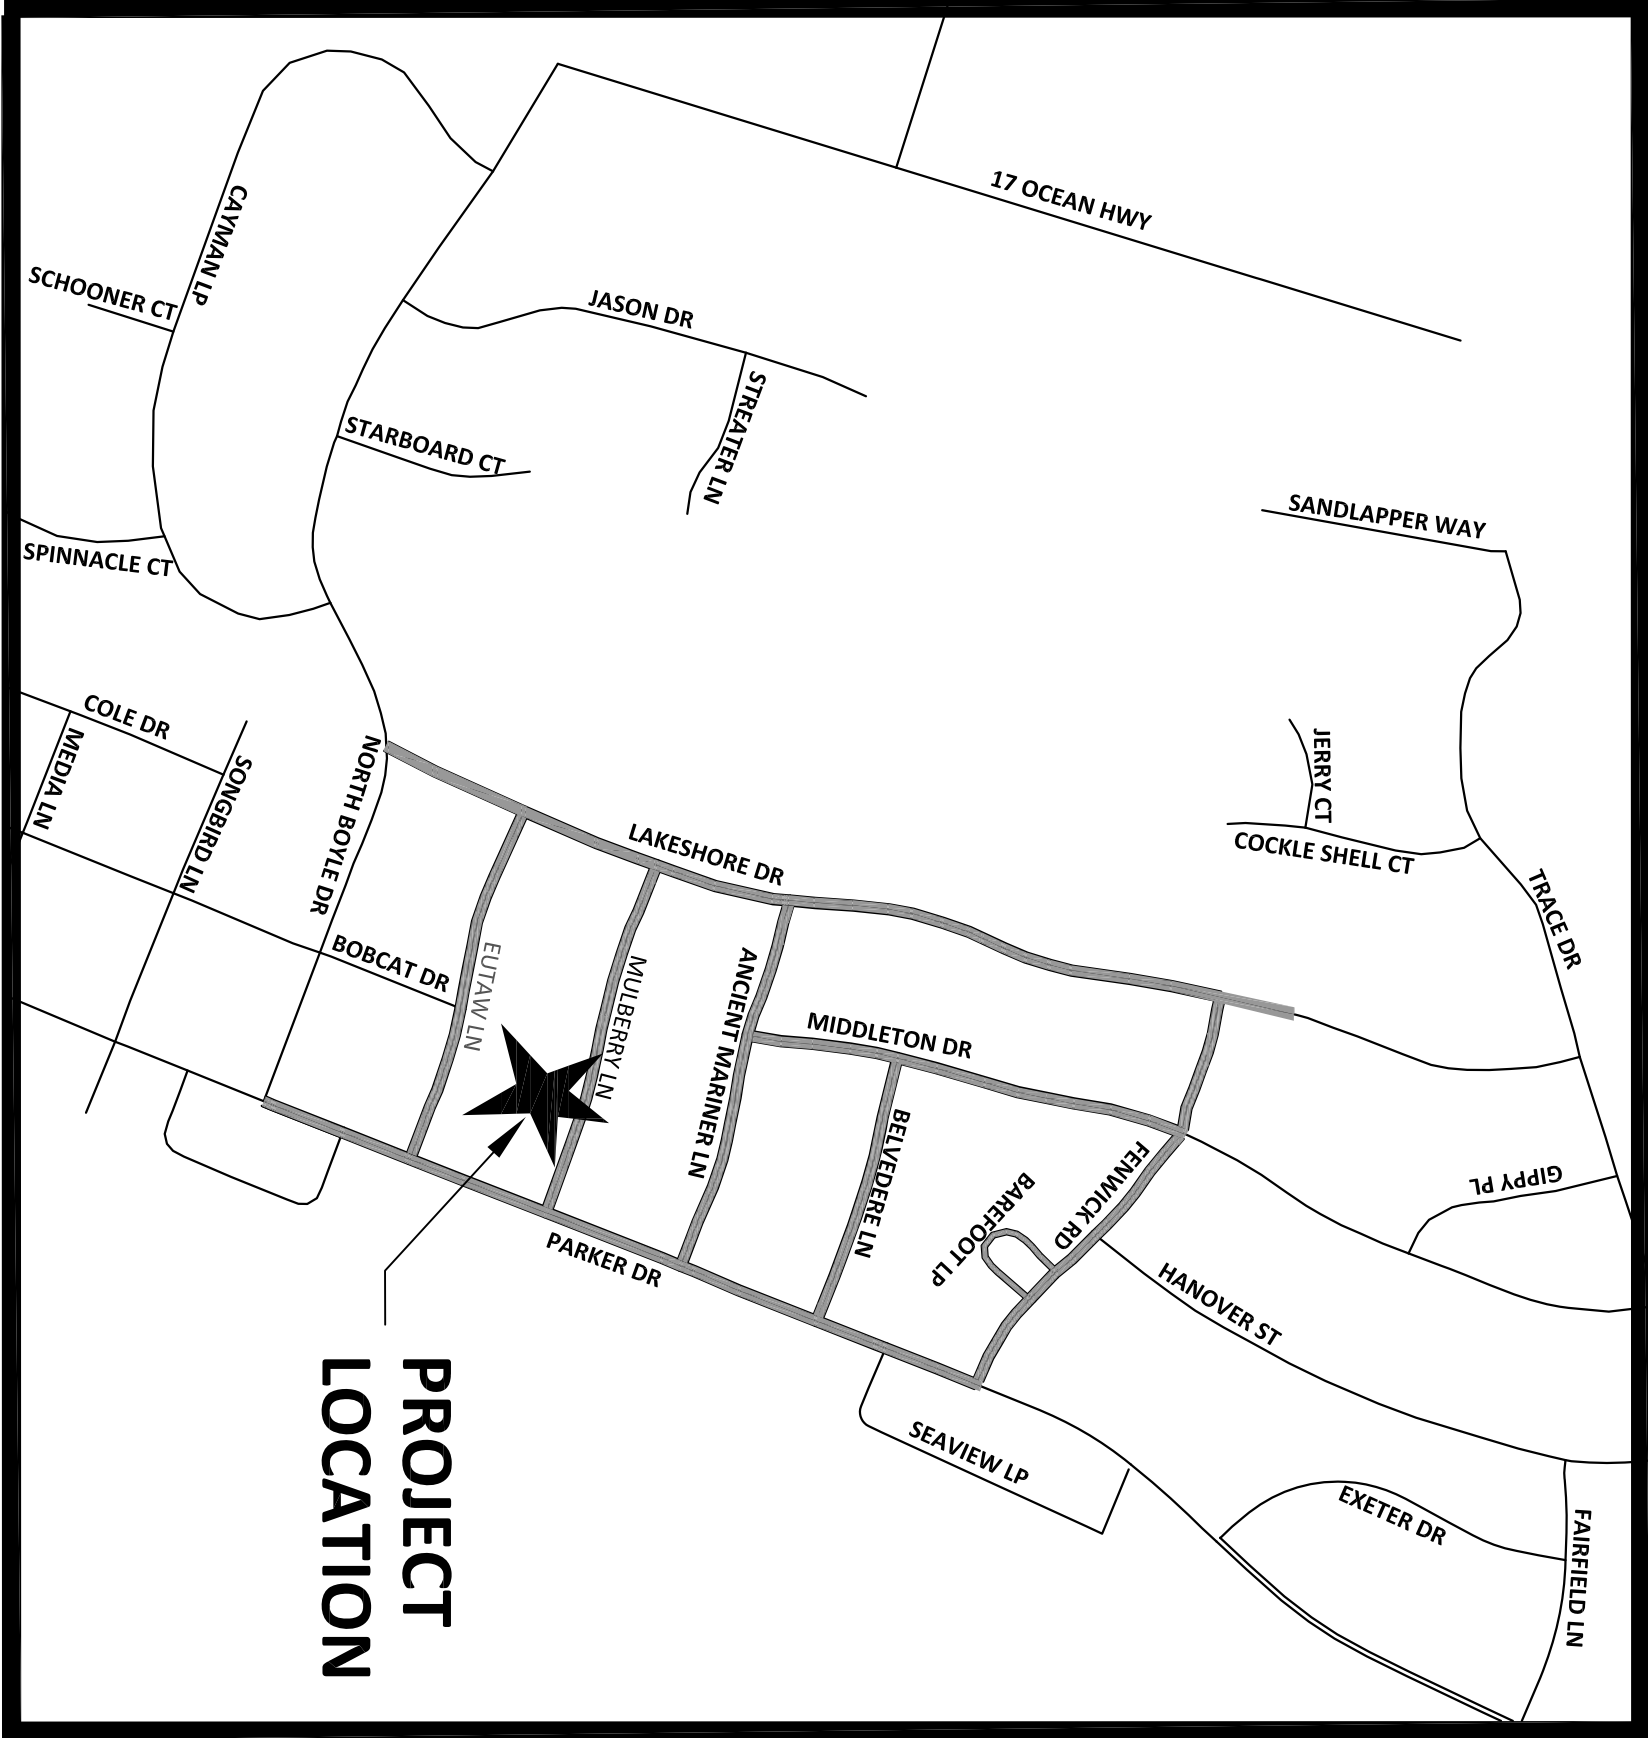 17 OCEAN HWY
CAYMAN LP
SCHOONER CT
JASON DR
STREATER LN
STARBOARD CT
SANDLAPPER WAY
SPINNACLE CT
COLE DR
MEDIA LN
SONGBIRD LN
NORTH BOYLE DR
JERRY CT
COCKLE SHELL CT
LAKESHORE DR
TRACE DR
BOBCAT DR
EUTAW LN
MULBERRY LN
ANCIENT MARINER LN
MIDDLETON DR
BELVEDERE LN
BAREFOOT LP
FENWICK RD
GIPPY PL
PARKER DR
HANOVER ST
SEAVIEW LP
EXETER DR
FAIRFIELD LN
PROJECT
LOCATION